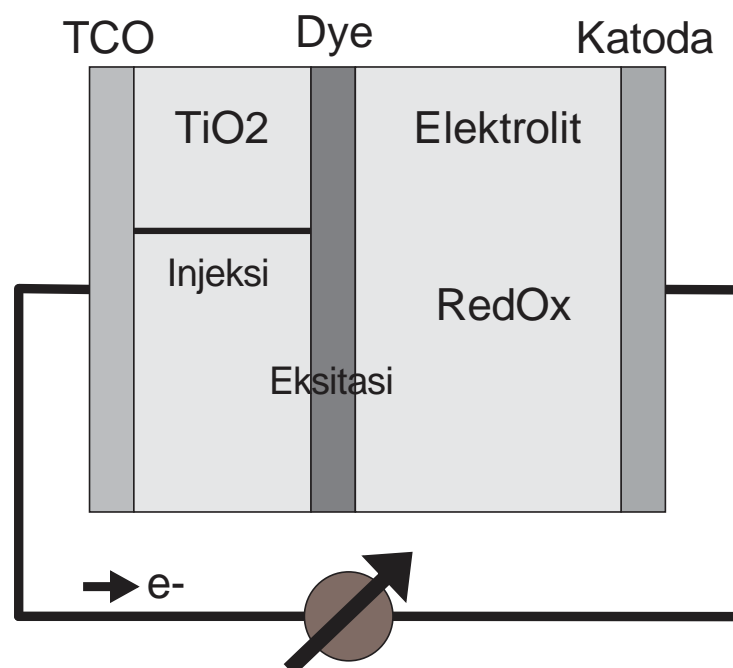 TCO
Dye
Katoda
TiO2
Elektrolit
Injeksi
RedOx
Eksitasi
e-